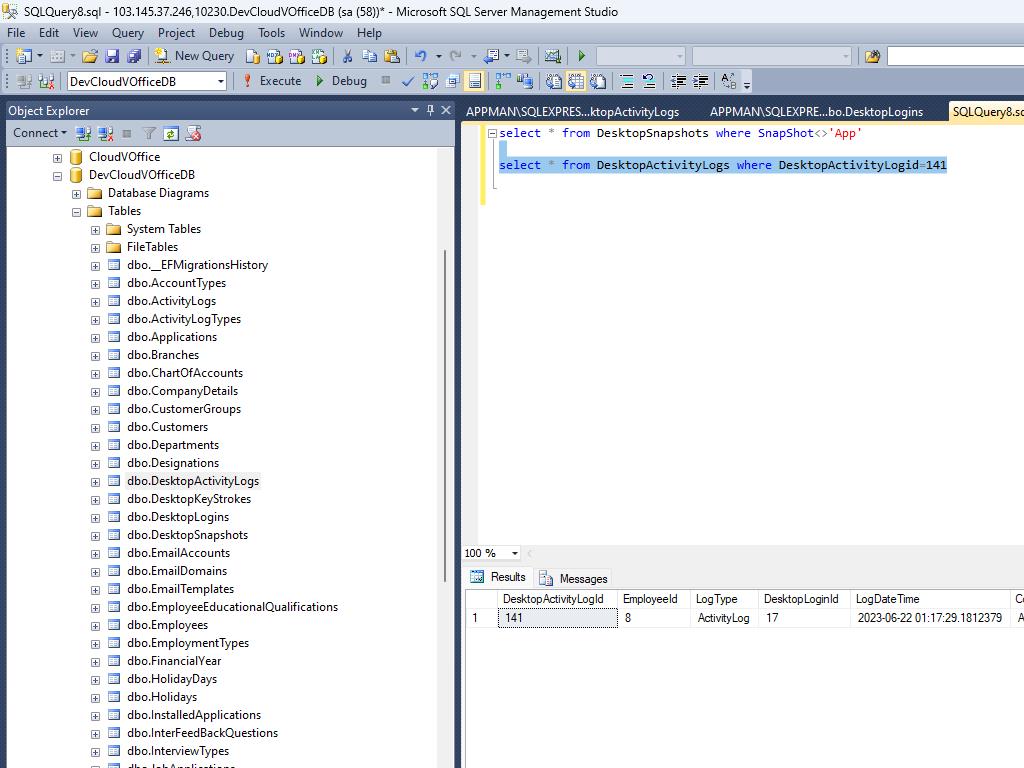 SQLQuery8.sql - 103.145.37.246,10230.DevCloudVOfficeDB (sa (58))* - Microsoft SQL Server Management Studio
File Edit View Query Project Debug Tools Window Help
New Query
DevCloudVOfficeDB Execute Debug
Object Explorer
Connect
CloudVOffice
DevCloudVOfficeDB
Database Diagrams
Tables
System Tables
FileTables
dbo.__EFMigrationsHistory
dbo.AccountTypes
dbo.ActivityLogs
dbo.ActivityLogTypes
dbo.Applications
dbo.Branches
dbo.ChartOfAccounts
dbo.CompanyDetails
dbo.CustomerGroups
dbo.Customers
dbo.Departments
dbo.Designations
dbo.DesktopActivityLogs
dbo.DesktopKeyStrokes
dbo.DesktopLogins
dbo.DesktopSnapshots
dbo.EmailAccounts
dbo.EmailDomains
dbo.EmailTemplates
dbo.EmployeeEducationalQualifications
dbo.Employees
dbo.EmploymentTypes
dbo.FinancialYear
dbo.HolidayDays
dbo.Holidays
dbo.InstalledApplications
dbo.InterFeedBackQuestions
dbo.InterviewTypes
APPMAN\SQLEXPRES...ktopActivityLogs APPMAN\SQLEXPRE...bo.DesktopLogins SQLQuery8.sq
select * from DesktopSnapshots where SnapShot<>'App'
select * from DesktopActivityLogs where DesktopActivityLogid=141
100 %
Results Messages
DesktopActivityLogId EmployeeId LogType DesktopLoginId LogDateTime
1 141 8 ActivityLog 17 2023-06-22 01:17:29.1812379